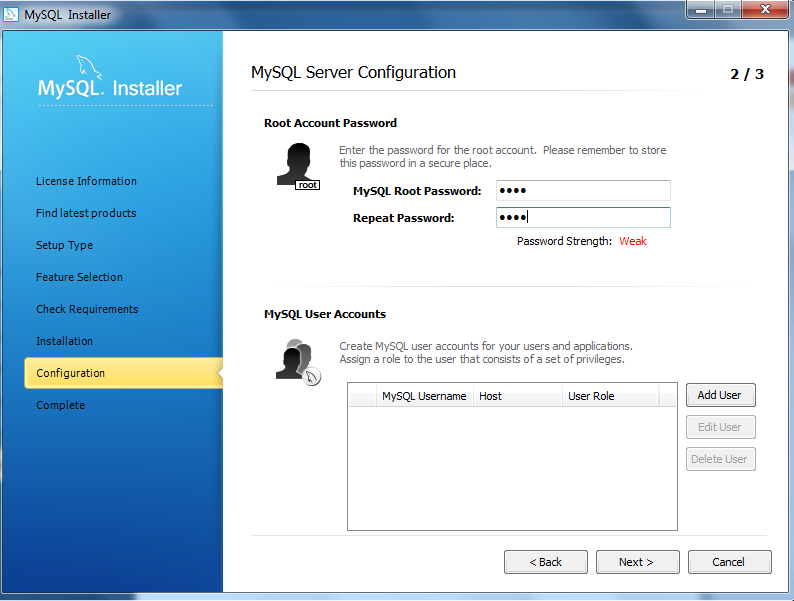 MySQL Installer
MySQL. Installer
License Information
Find latest products
Setup Type
Feature Selection
Check Requirements
Installation
Configuration
Complete
MySQL Server Configuration
2 / 3
Root Account Password
root
Enter the password for the root account. Please remember to store
this password in a secure place.
MySQL Root Password: ●●●●
Repeat Password: ●●●●
Password Strength: Weak
MySQL User Accounts
Create MySQL user accounts for your users and applications.
Assign a role to the user that consists of a set of privileges.
MySQL Username Host User Role
Add User
Edit User
Delete User
< Back Next > Cancel